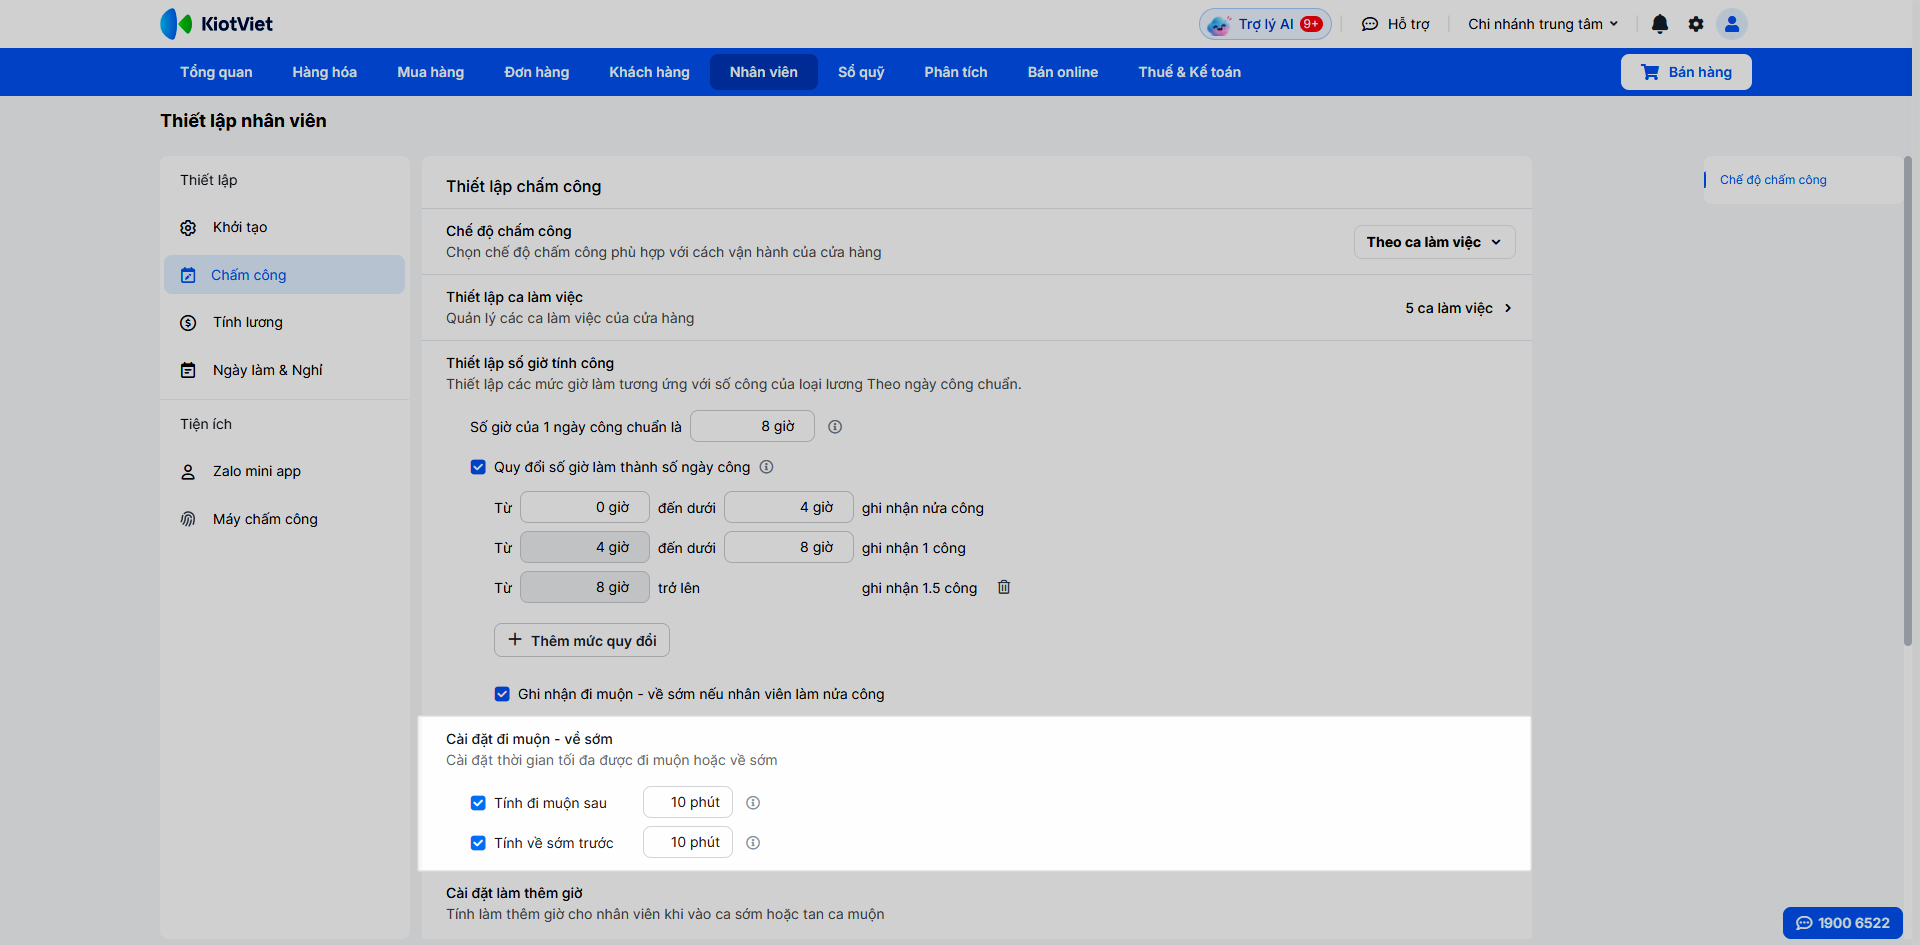 KiotViet
Trợ lý AI 9+
Hỗ trợ
Chi nhánh trung tâm
Tổng quan
Hàng hóa
Mua hàng
Đơn hàng
Khách hàng
Nhân viên
Sổ quỹ
Phân tích
Bán online
Thuế & Kế toán
Bán hàng
Thiết lập nhân viên
Thiết lập
Khởi tạo
Chấm công
Tính lương
Ngày làm & Nghỉ
Tiện ích
Zalo mini app
Máy chấm công
Thiết lập chấm công
Chế độ chấm công
Chọn chế độ chấm công phù hợp với cách vận hành của cửa hàng
Theo ca làm việc
Thiết lập ca làm việc
Quản lý các ca làm việc của cửa hàng
5 ca làm việc
Thiết lập số giờ tính công
Thiết lập các mức giờ làm tương ứng với số công của loại lương Theo ngày công chuẩn.
Số giờ của 1 ngày công chuẩn là 8 giờ
Quy đổi số giờ làm thành số ngày công
Từ 0 giờ đến dưới 4 giờ ghi nhận nửa công
Từ 4 giờ đến dưới 8 giờ ghi nhận 1 công
Từ 8 giờ trở lên ghi nhận 1.5 công
Thêm mức quy đổi
Ghi nhận đi muộn - về sớm nếu nhân viên làm nửa công
Cài đặt đi muộn - về sớm
Cài đặt thời gian tối đa được đi muộn hoặc về sớm
Tính đi muộn sau 10 phút
Tính về sớm trước 10 phút
Cài đặt làm thêm giờ
Tính làm thêm giờ cho nhân viên khi vào ca sớm hoặc tan ca muộn
Chế độ chấm công
1900 6522